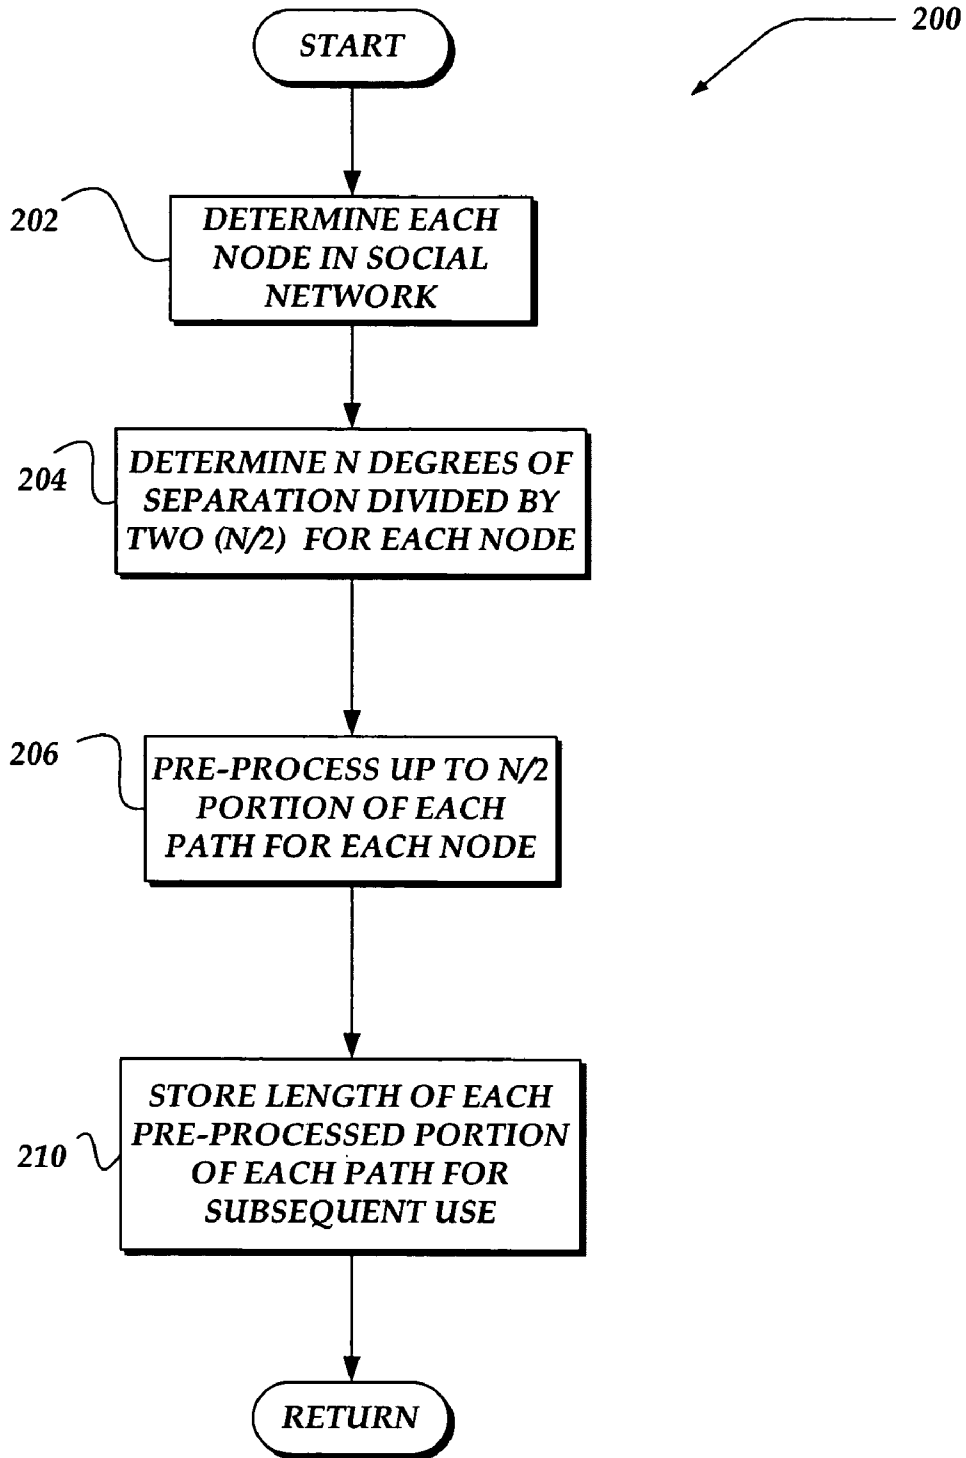 200
START
202
DETERMINE EACH
NODE IN SOCIAL
NETWORK
204
DETERMINE N DEGREES OF
SEPARATION DIVIDED BY
TWO (N/2) FOR EACH NODE
206
PRE-PROCESS UP TO N/2
PORTION OF EACH
PATH FOR EACH NODE
210
STORE LENGTH OF EACH
PRE-PROCESSED PORTION
OF EACH PATH FOR
SUBSEQUENT USE
RETURN